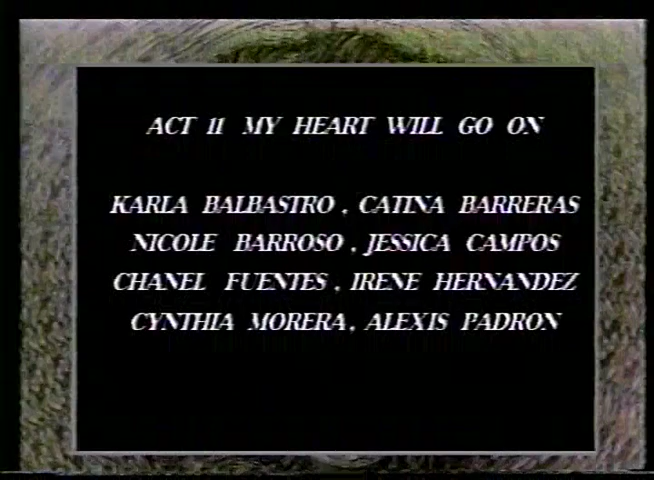 ACT 11 MY HEART WILL GO ON
KARLA BALBASTRO , CATINA BARRERAS
NICOLE BARROSO , JESSICA CAMPOS
CHANEL FUENTES , IRENE HERNANDEZ
CYNTHIA MORERA , ALEXIS PADRON